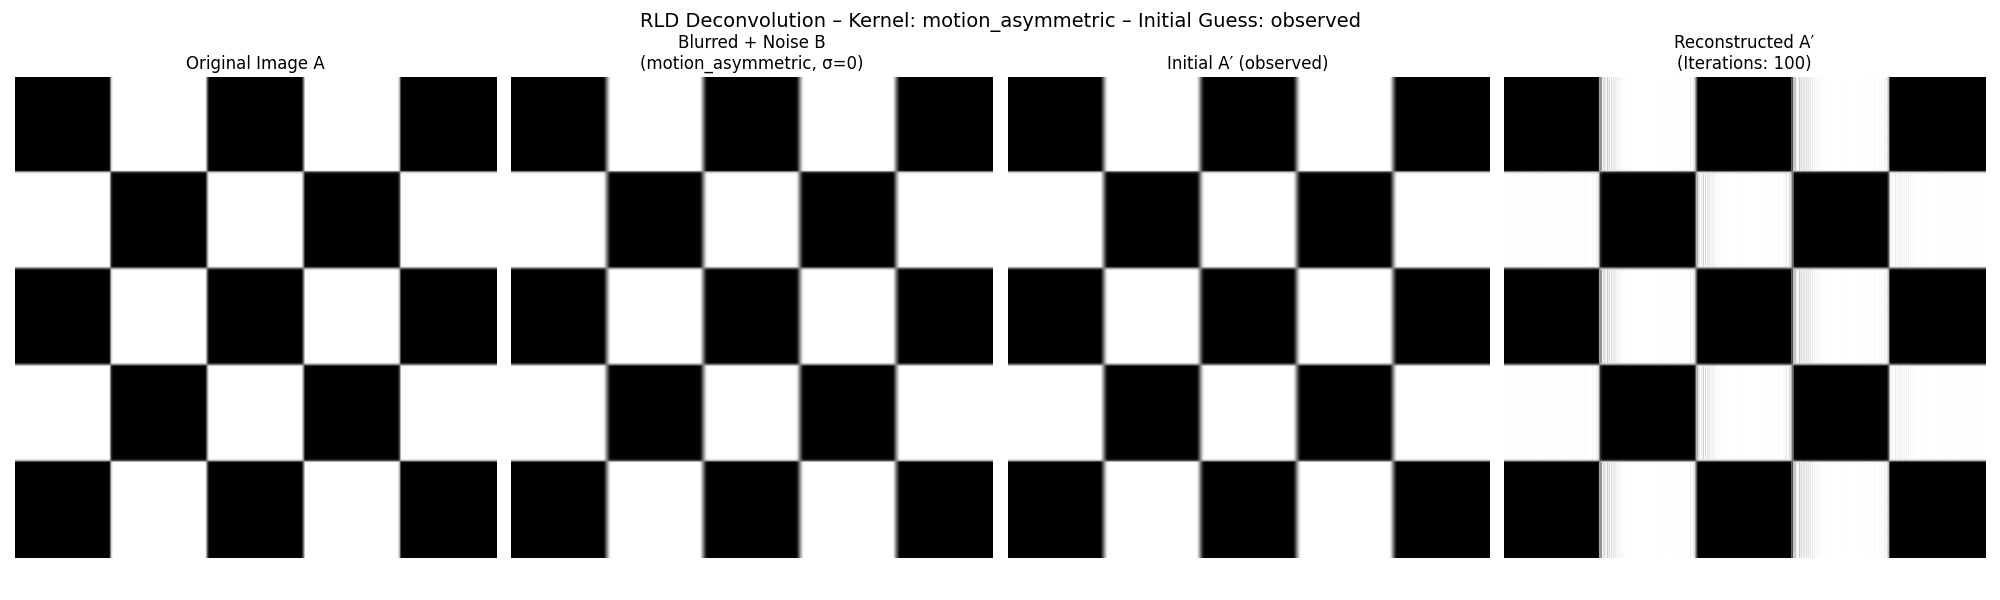 RLD Deconvolution – Kernel: motion_asymmetric – Initial Guess: observed
Original Image A
Blurred + Noise B
(motion_asymmetric, σ=0)
Initial A′ (observed)
Reconstructed A′
(Iterations: 100)